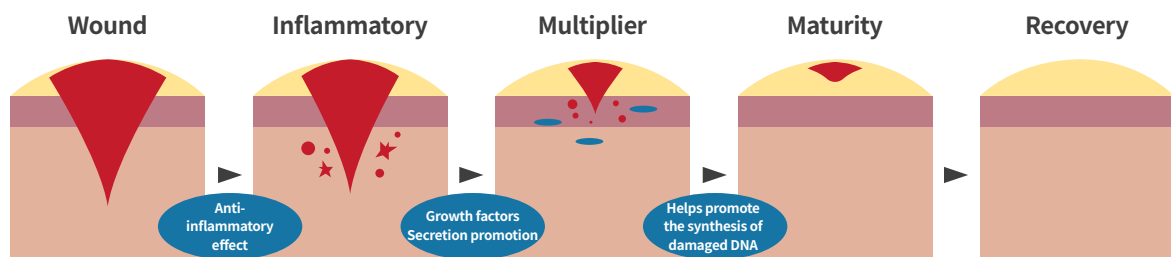 Wound
Inflammatory
Multiplier
Maturity
Recovery
Anti-
inflammatory
effect
Growth factors
Secretion promotion
Helps promote
the synthesis of
damaged DNA